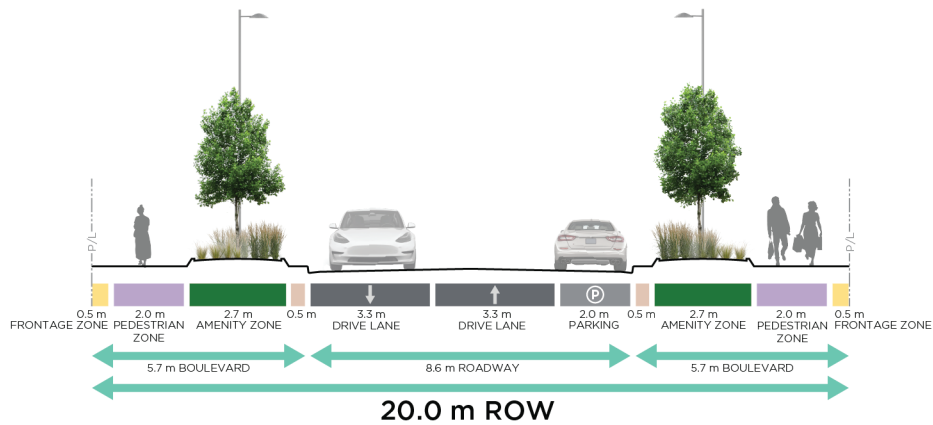 P/L
P/L
P
0.5 m
FRONTAGE ZONE
2.0 m
PEDESTRIAN
ZONE
2.7 m
AMENITY ZONE
0.5 m
3.3 m
DRIVE LANE
3.3 m
DRIVE LANE
2.0 m
PARKING
0.5 m
2.7 m
AMENITY ZONE
2.0 m
PEDESTRIAN
ZONE
0.5 m
FRONTAGE ZONE
5.7 m BOULEVARD
8.6 m ROADWAY
5.7 m BOULEVARD
20.0 m ROW